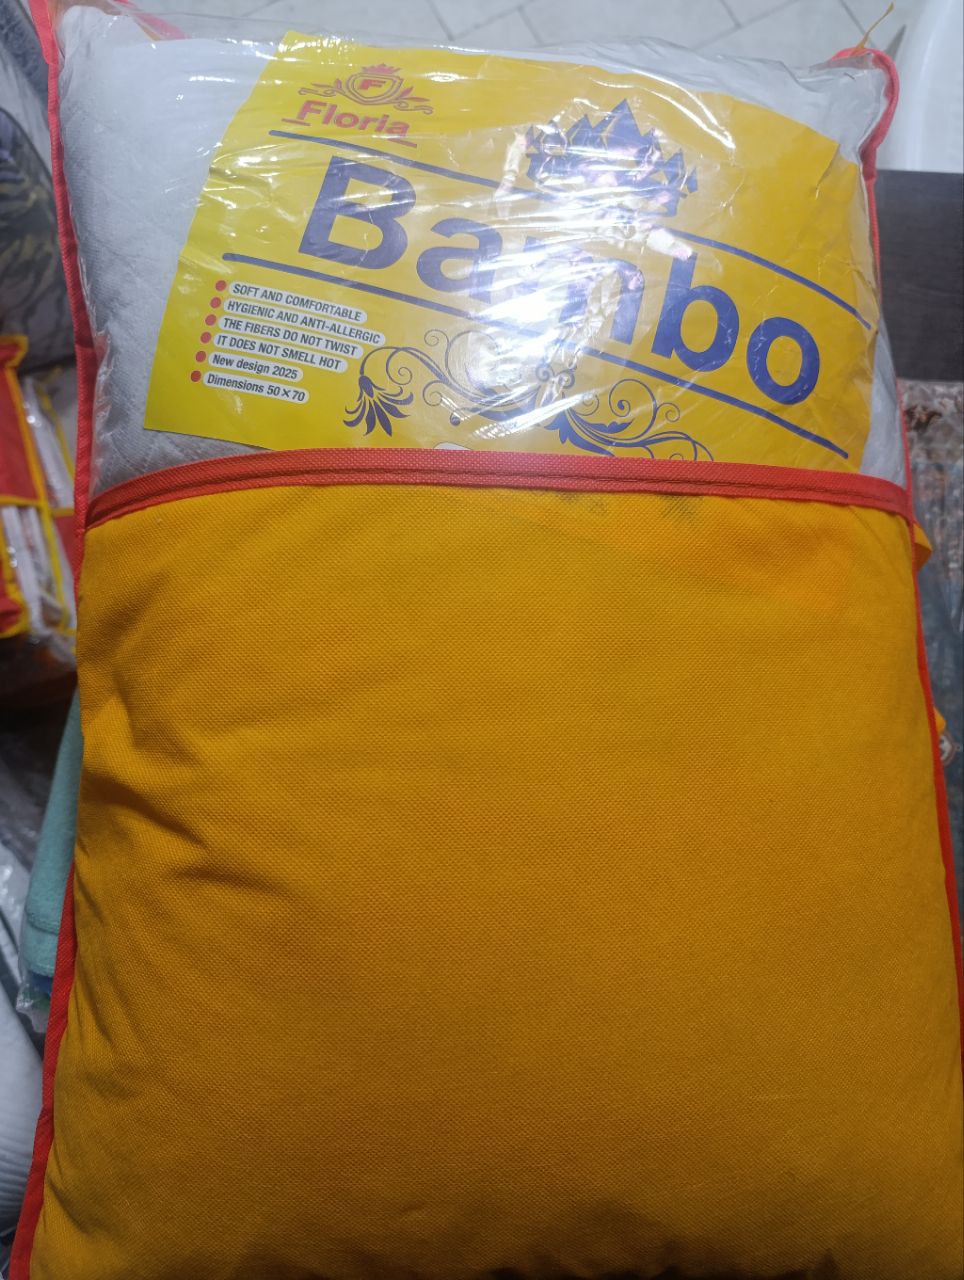 F
Floria
Bambo
SOFT AND COMFORTABLE
HYGIENIC AND ANTI-ALLERGIC
THE FIBERS DO NOT TWIST
IT DOES NOT SMELL HOT
New design 2025
Dimensions 50×70